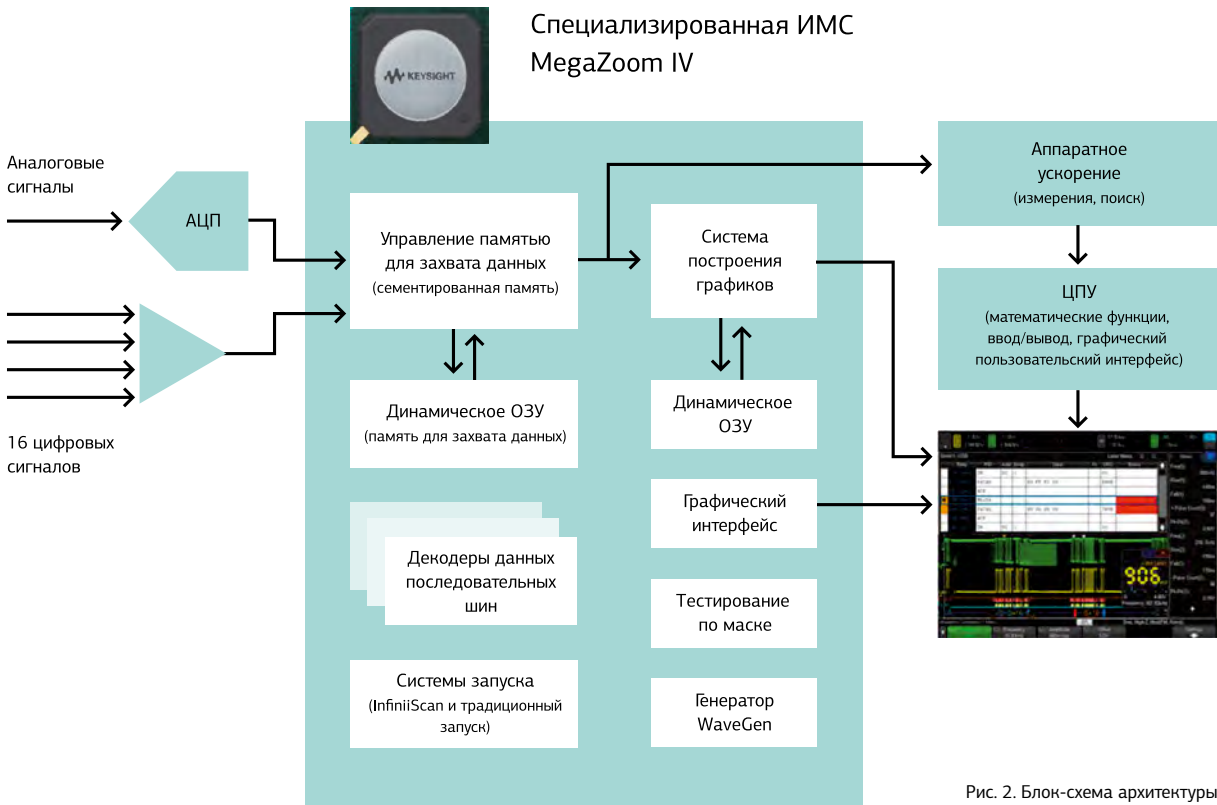 Специализированная ИМС
MegaZoom IV
KEYSIGHT
Аналоговые
сигналы
АЦП
16 цифровых
сигналов
Управление памятью
для захвата данных
(сементированная память)
Динамическое ОЗУ
(память для захвата данных)
Декодеры данных
последовательных
шин
Системы запуска
(InfiniiScan и традиционный
запуск)
Система
построения
графиков
Динамическое
ОЗУ
Графический
интерфейс
Тестирование
по маске
Генератор
WaveGen
Аппаратное
ускорение
(измерения, поиск)
ЦПУ
(математические функции,
ввод/вывод, графический
пользовательский интерфейс)
906
Рис. 2. Блок-схема архитектуры